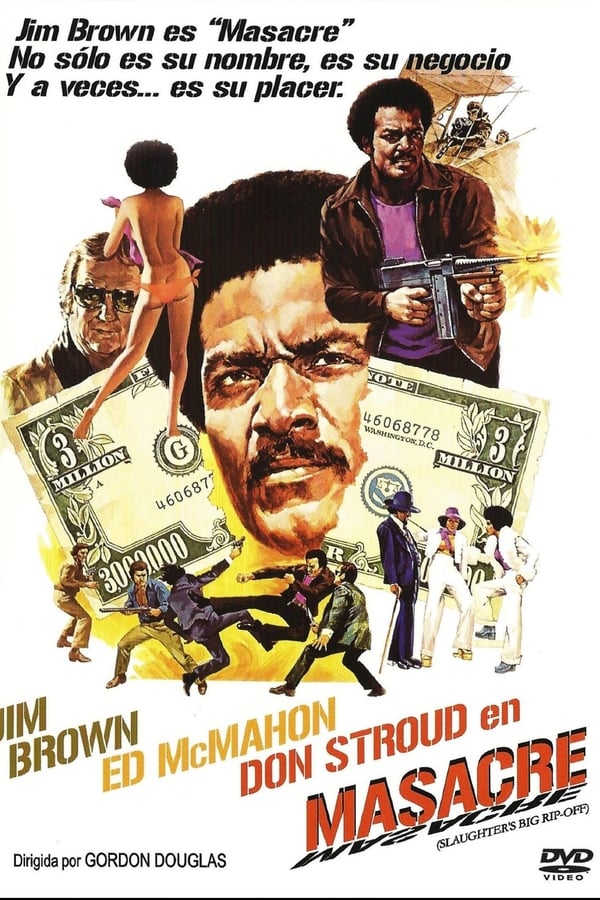 Jim Brown es "Masacre"
No sólo es su nombre, es su negocio
Y a veces... es su placer.
3
MILLION
G
A
46068778
WASHINGTON, D.C.
NOTE
3
MILLION
4606877
3000000
R
JIM
BROWN
ED McMAHON
DON STROUD en
MASACRE
MASACRE
(SLAUGHTER'S BIG RIP-OFF)
Dirigida por GORDON DOUGLAS
DVD
VIDEO